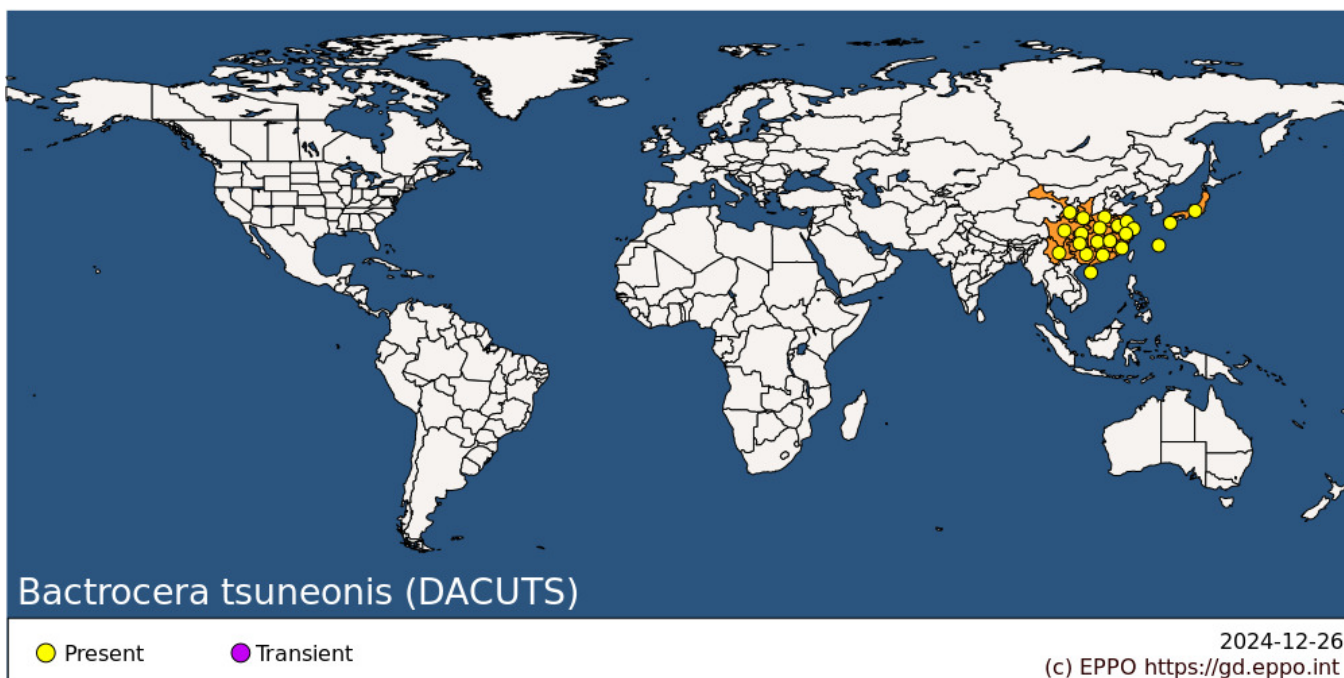 Bactrocera tsuneonis (DACUTS)
Present
Transient
2024-12-26
(c) EPPO https://gd.eppo.int